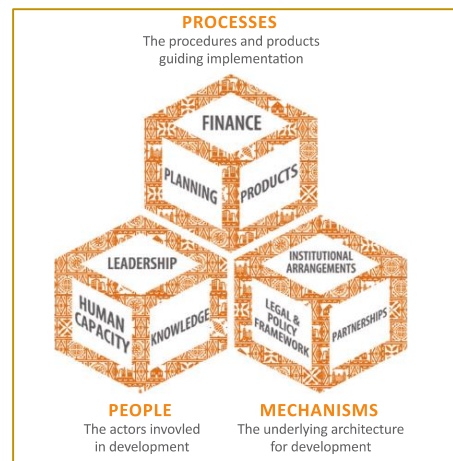 PROCESSES
The procedures and products
guiding implementation
FINANCE
PLANNING
PRODUCTS
LEADERSHIP
HUMAN
CAPACITY
KNOWLEDGE
INSTITUTIONAL
ARRANGEMENTS
LEGAL &
POLICY
FRAMEWORK
PARTNERSHIPS
PEOPLE
The actors invovled
in development
MECHANISMS
The underlying architecture
for development